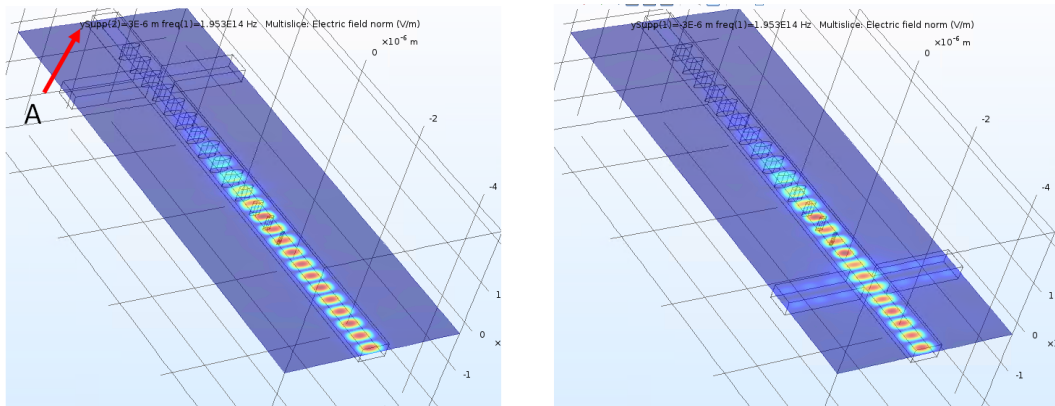 ySupp(2)=3E-6 m freq(1)=1.953E14 Hz Multislice: Electric field norm (V/m)
×10⁻⁶ m
0
A
-2
-4
1
0
×
-1
ySupp(1)=-3E-6 m freq(1)=1.953E14 Hz Multislice: Electric field norm (V/m)
×10⁻⁶ m
0
-2
-4
1
0
×
-1